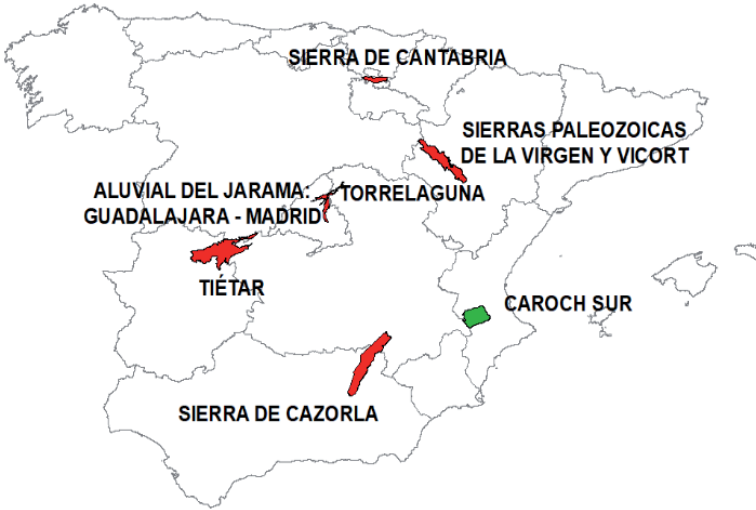 SIERRA DE CANTABRIA
SIERRAS PALEOZOICAS
DE LA VIRGEN Y VICORT
ALUVIAL DEL JARAMA:
GUADALAJARA - MADRID
TORRELAGUNA
TIÉTAR
CAROCH SUR
SIERRA DE CAZORLA